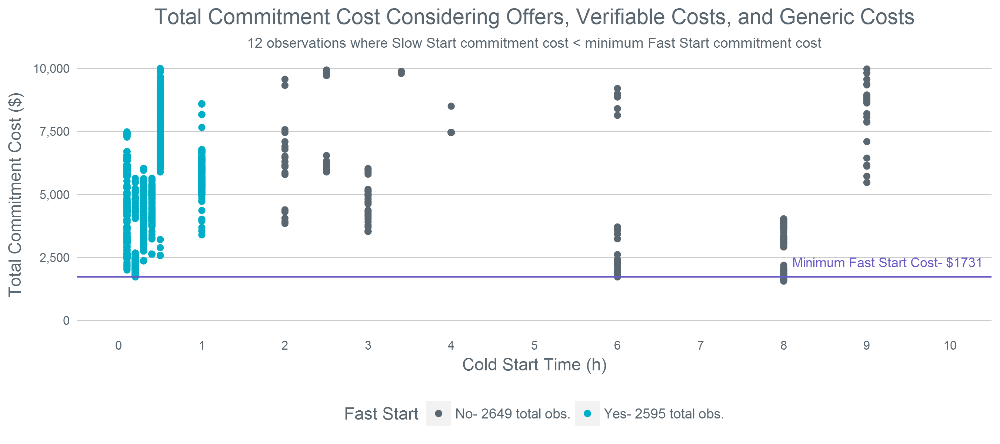 Total Commitment Cost Considering Offers, Verifiable Costs, and Generic Costs
12 observations where Slow Start commitment cost < minimum Fast Start commitment cost
Total Commitment Cost ($)
10,000
7,500
5,000
2,500
0
Minimum Fast Start Cost- $1731
0 1 2 3 4 5 6 7 8 9 10
Cold Start Time (h)
Fast Start No- 2649 total obs. Yes- 2595 total obs.